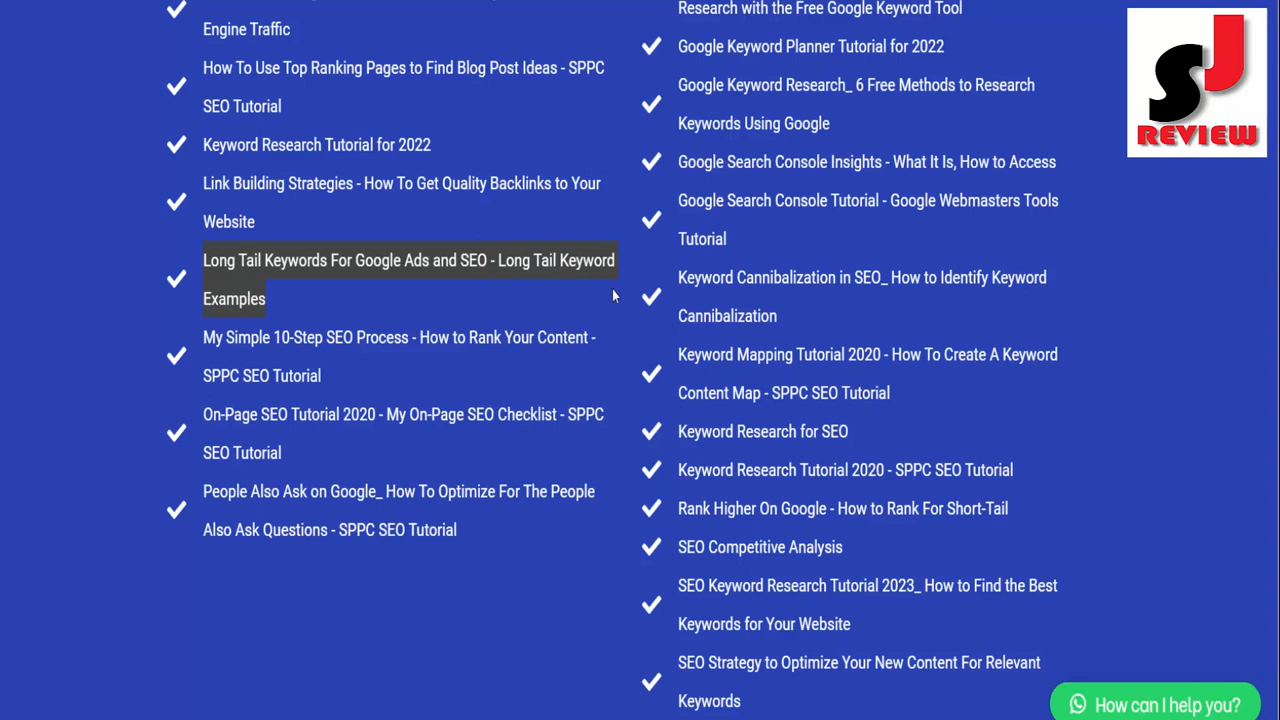 Engine Traffic
How To Use Top Ranking Pages to Find Blog Post Ideas - SPPC
SEO Tutorial
Keyword Research Tutorial for 2022
Link Building Strategies - How To Get Quality Backlinks to Your
Website
Long Tail Keywords For Google Ads and SEO - Long Tail Keyword
Examples
My Simple 10-Step SEO Process - How to Rank Your Content -
SPPC SEO Tutorial
On-Page SEO Tutorial 2020 - My On-Page SEO Checklist - SPPC
SEO Tutorial
People Also Ask on Google_ How To Optimize For The People
Also Ask Questions - SPPC SEO Tutorial
Research with the Free Google Keyword Tool
Google Keyword Planner Tutorial for 2022
Google Keyword Research_ 6 Free Methods to Research
Keywords Using Google
Google Search Console Insights - What It Is, How to Access
Google Search Console Tutorial - Google Webmasters Tools
Tutorial
Keyword Cannibalization in SEO_ How to Identify Keyword
Cannibalization
Keyword Mapping Tutorial 2020 - How To Create A Keyword
Content Map - SPPC SEO Tutorial
Keyword Research for SEO
Keyword Research Tutorial 2020 - SPPC SEO Tutorial
Rank Higher On Google - How to Rank For Short-Tail
SEO Competitive Analysis
SEO Keyword Research Tutorial 2023_ How to Find the Best
Keywords for Your Website
SEO Strategy to Optimize Your New Content For Relevant
Keywords
SJ
REVIEW
How can I help you?